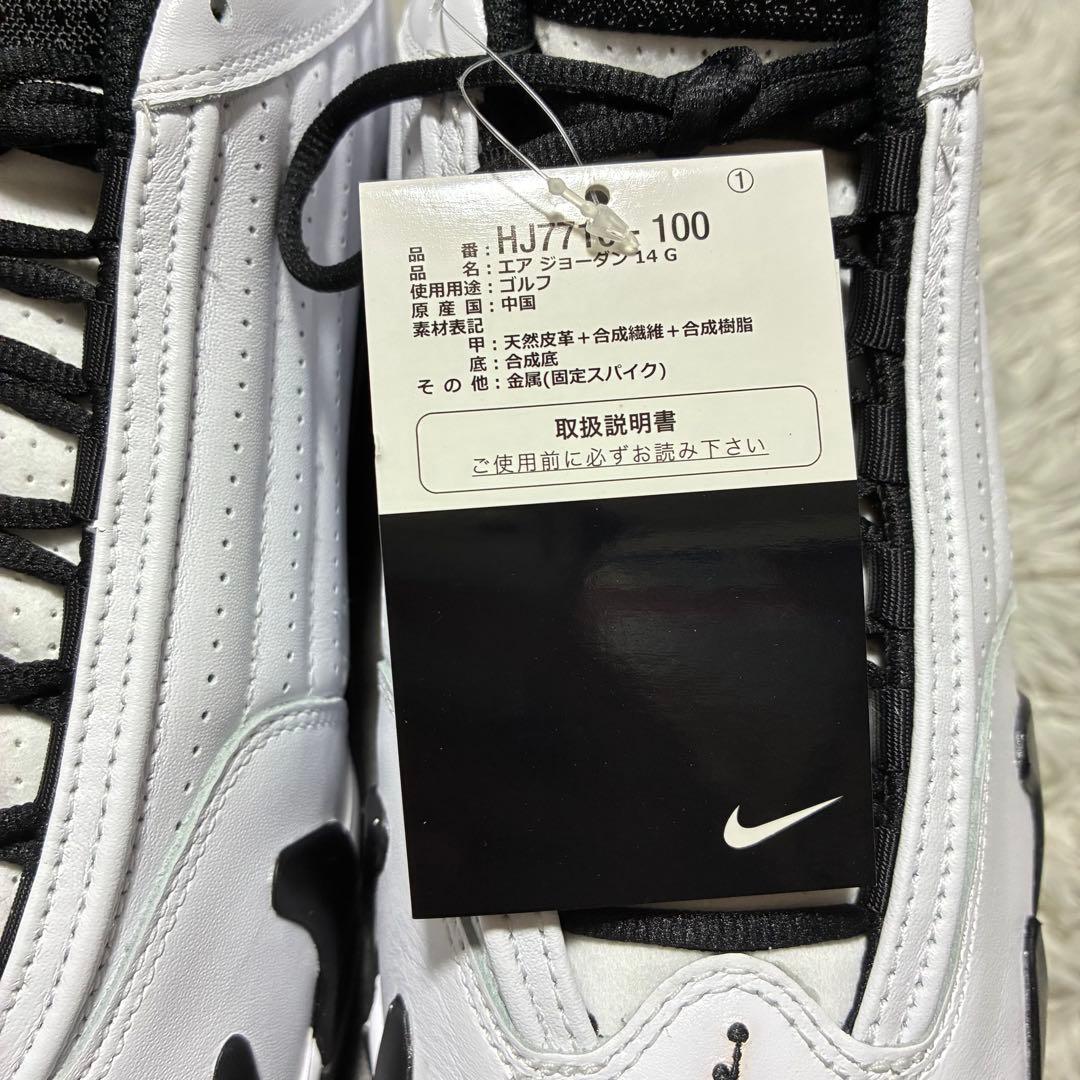 ①
品番：- 100
品名：エア ジョーダン 14 G
使用用途：ゴルフ
原産国：中国
素材表記
甲：天然皮革＋合成繊維＋合成樹脂
底：合成底
その他：金属(固定スパイク)
取扱説明書
ご使用前に必ずお読み下さい